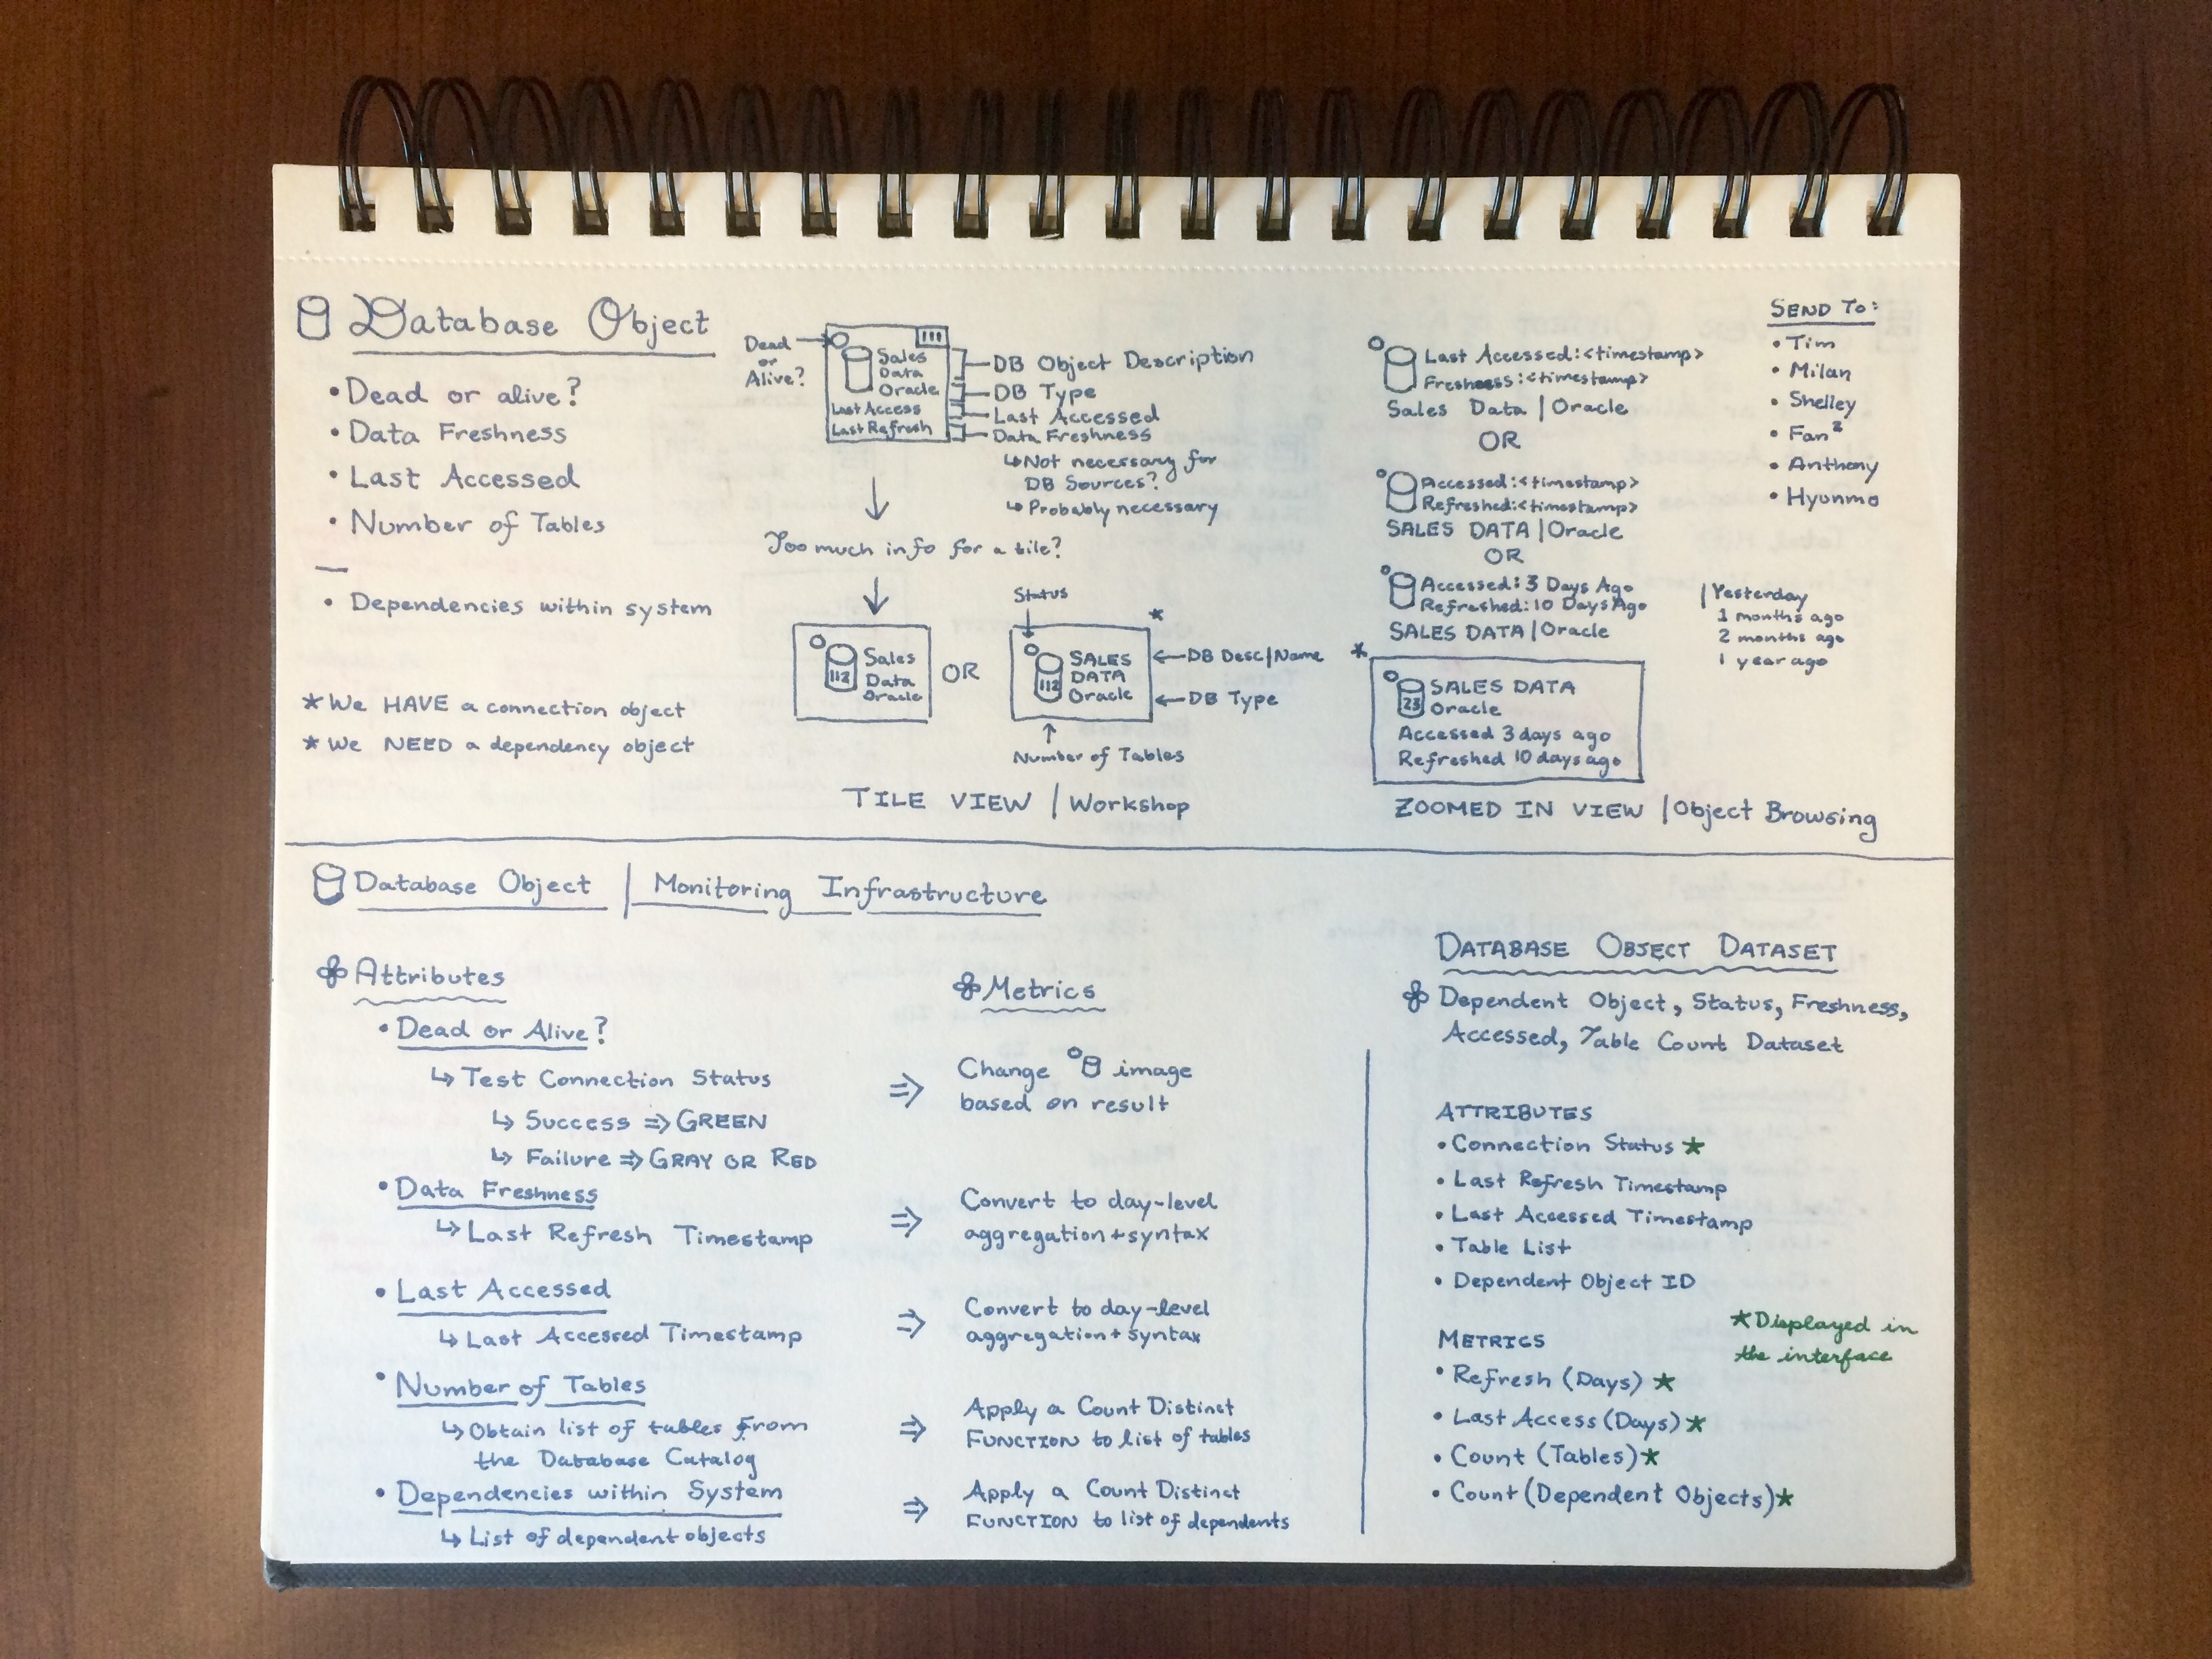 Database Object
• Dead or alive?
• Data Freshness
• Last Accessed
• Number of Tables
—
• Dependencies within system
* We HAVE a connection object
* We NEED a dependency object
Dead
or
Alive?
Sales
Data
Oracle
Last Access
Last Refresh
DB Object Description
DB Type
Last Accessed
Data Freshness
↳ Not necessary for
DB Sources?
↳ Probably necessary
Too much info for a tile?
112
Sales
Data
Oracle
OR
Status
*
112
SALES
DATA
Oracle
← DB Desc|Name
← DB Type
Number of Tables
TILE VIEW | Workshop
Last Accessed: <timestamp>
Freshness: <timestamp>
Sales Data | Oracle
OR
Accessed: <timestamp>
Refreshed: <timestamp>
SALES DATA | Oracle
OR
Accessed: 3 Days Ago
Refreshed: 10 Days Ago
SALES DATA | Oracle
| Yesterday
1 months ago
2 months ago
1 year ago
*
23
SALES DATA
Oracle
Accessed 3 days ago
Refreshed 10 days ago
ZOOMED IN VIEW | Object Browsing
SEND TO:
• Tim
• Milan
• Shelley
• Fan²
• Anthony
• Hyunmo
Database Object | Monitoring Infrastructure
Attributes
• Dead or Alive?
↳ Test Connection Status
↳ Success ⇒ GREEN
↳ Failure ⇒ GRAY OR RED
• Data Freshness
↳ Last Refresh Timestamp
• Last Accessed
↳ Last Accessed Timestamp
• Number of Tables
↳ Obtain list of tables from
the Database Catalog
• Dependencies within System
↳ List of dependent objects
Metrics
⇒ Change image
based on result
⇒ Convert to day-level
aggregation + syntax
⇒ Convert to day-level
aggregation + syntax
⇒ Apply a Count Distinct
FUNCTION to list of tables
⇒ Apply a Count Distinct
FUNCTION to list of dependents
DATABASE OBJECT DATASET
Dependent Object, Status, Freshness,
Accessed, Table Count Dataset
ATTRIBUTES
• Connection Status *
• Last Refresh Timestamp
• Last Accessed Timestamp
• Table List
• Dependent Object ID
METRICS
• Refresh (Days) *
• Last Access (Days) *
• Count (Tables) *
• Count (Dependent Objects) *
* Displayed in
the interface